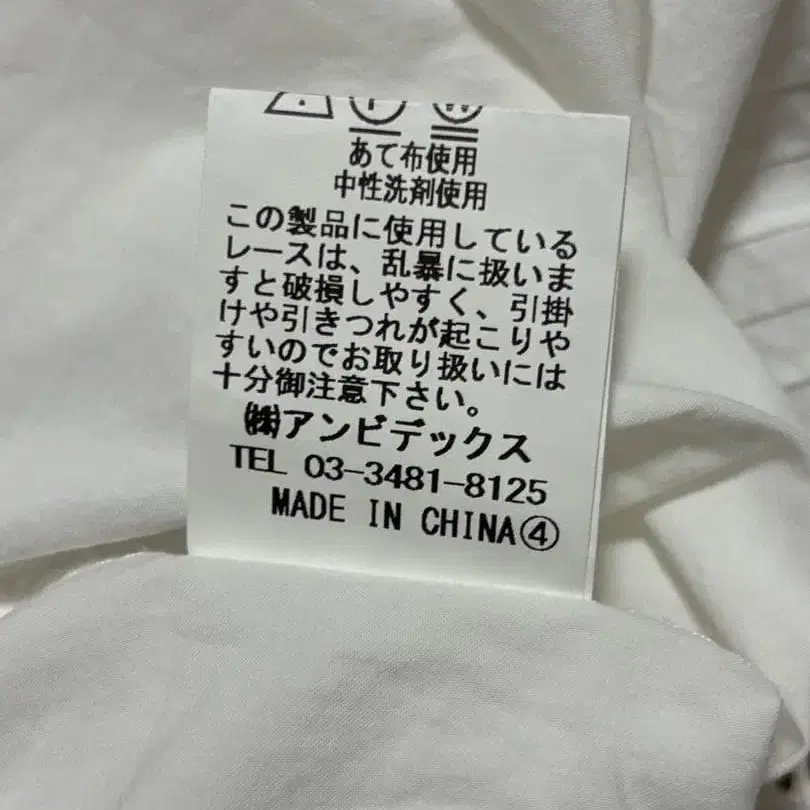 あて布使用
中性洗剤使用
この製品に使用している
レースは、乱暴に扱いま
すと破損しやすく、引掛
けや引きつれが起こりや
すいのでお取り扱いには
十分御注意下さい。
㈱アンビデックス
TEL 03-3481-8125
MADE IN CHINA④